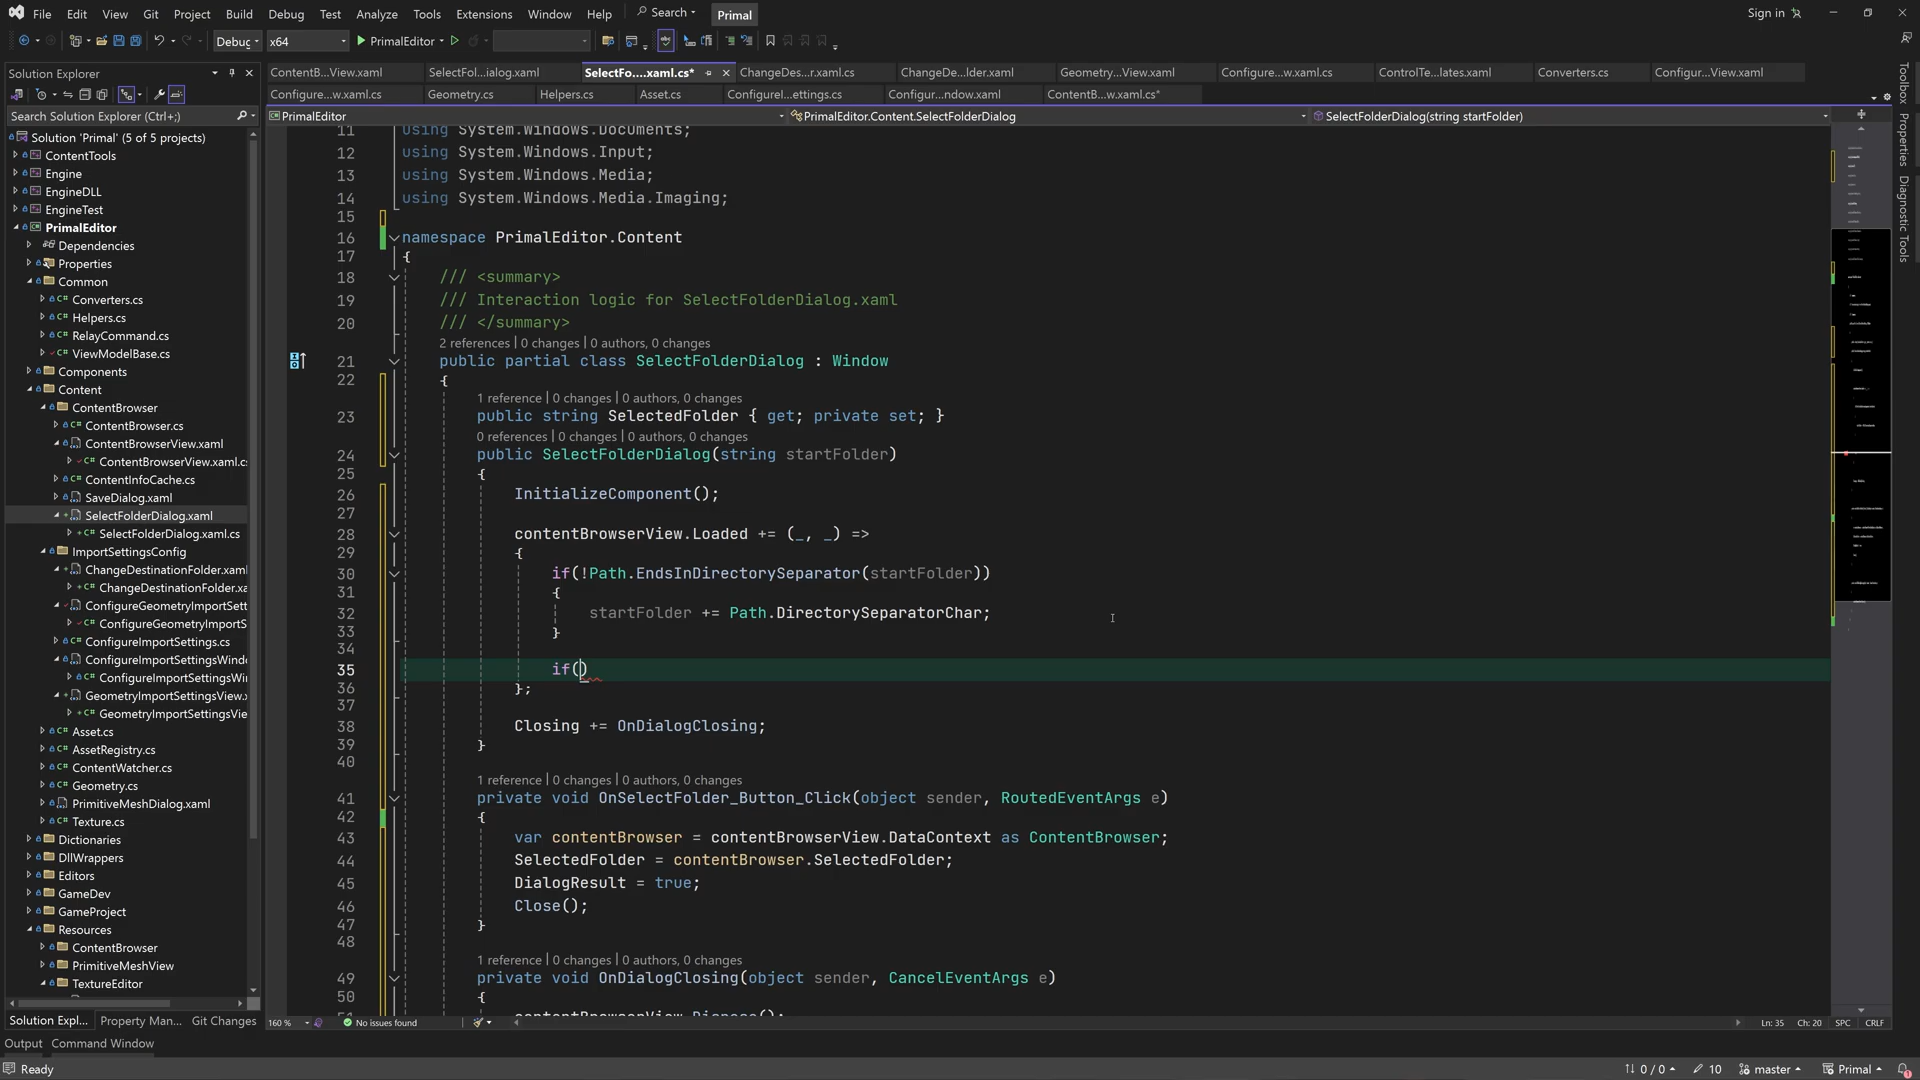 File Edit View Git Project Build Debug Test Analyze Tools Extensions Window Help Search Primal Sign in
Debug x64 PrimalEditor
Solution Explorer
Search Solution Explorer (Ctrl+;)
Solution 'Primal' (5 of 5 projects)
ContentTools
Engine
EngineDLL
EngineTest
PrimalEditor
Dependencies
Properties
Common
Converters.cs
Helpers.cs
RelayCommand.cs
ViewModelBase.cs
Components
Content
ContentBrowser
ContentBrowser.cs
ContentBrowserView.xaml
ContentBrowserView.xaml.cs
ContentInfoCache.cs
SaveDialog.xaml
SelectFolderDialog.xaml
SelectFolderDialog.xaml.cs
ImportSettingsConfig
ChangeDestinationFolder.xaml
ChangeDestinationFolder.xa
ConfigureGeometryImportSett
ConfigureGeometryImportS
ConfigureImportSettings.cs
ConfigureImportSettingsWindo
ConfigureImportSettingsWi
GeometryImportSettingsView.x
GeometryImportSettingsVie
Asset.cs
AssetRegistry.cs
ContentWatcher.cs
Geometry.cs
PrimitiveMeshDialog.xaml
Texture.cs
Dictionaries
DllWrappers
Editors
GameDev
GameProject
Resources
ContentBrowser
PrimitiveMeshView
TextureEditor
Solution Expl... Property Man... Git Changes
ContentB...View.xaml SelectFol...ialog.xaml SelectFo....xaml.cs* ChangeDes...r.xaml.cs ChangeDe...lder.xaml Geometry...View.xaml Configure...w.xaml.cs ControlTe...lates.xaml Converters.cs Configur...View.xaml
Configure...w.xaml.cs Geometry.cs Helpers.cs Asset.cs ConfigureI...ettings.cs Configur...ndow.xaml ContentB...w.xaml.cs*
PrimalEditor PrimalEditor.Content.SelectFolderDialog SelectFolderDialog(string startFolder)
11 using System.Windows.Documents;
12 using System.Windows.Input;
13 using System.Windows.Media;
14 using System.Windows.Media.Imaging;
15
16 namespace PrimalEditor.Content
17 {
18 /// <summary>
19 /// Interaction logic for SelectFolderDialog.xaml
20 /// </summary>
2 references | 0 changes | 0 authors, 0 changes
21 public partial class SelectFolderDialog : Window
22 {
1 reference | 0 changes | 0 authors, 0 changes
23 public string SelectedFolder { get; private set; }
0 references | 0 changes | 0 authors, 0 changes
24 public SelectFolderDialog(string startFolder)
25 {
26 InitializeComponent();
27
28 contentBrowserView.Loaded += (_, _) =>
29 {
30 if(!Path.EndsInDirectorySeparator(startFolder))
31 {
32 startFolder += Path.DirectorySeparatorChar;
33 }
34
35 if()
36 };
37
38 Closing += OnDialogClosing;
39 }
40
1 reference | 0 changes | 0 authors, 0 changes
41 private void OnSelectFolder_Button_Click(object sender, RoutedEventArgs e)
42 {
43 var contentBrowser = contentBrowserView.DataContext as ContentBrowser;
44 SelectedFolder = contentBrowser.SelectedFolder;
45 DialogResult = true;
46 Close();
47 }
48
1 reference | 0 changes | 0 authors, 0 changes
49 private void OnDialogClosing(object sender, CancelEventArgs e)
50 {
contentBrowserView.Dispose();
160 % No issues found Ln: 35 Ch: 20 SPC CRLF
Output Command Window
Ready 0 / 0 10 master Primal
Toolbox
Properties
Diagnostic Tools